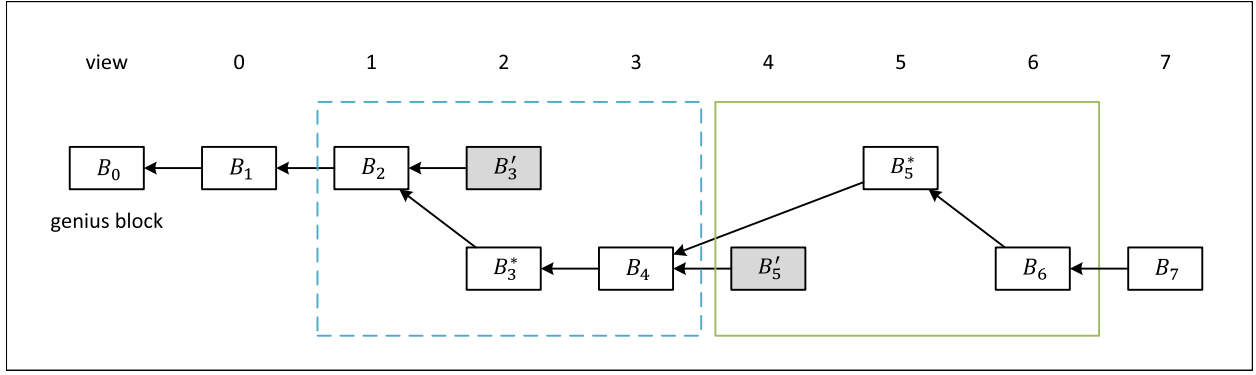 view 0 1 2 3 4 5 6 7
B₀ B₁ B₂ B₃′ B₅*
genius block
B₃* B₄ B₅′ B₆ B₇